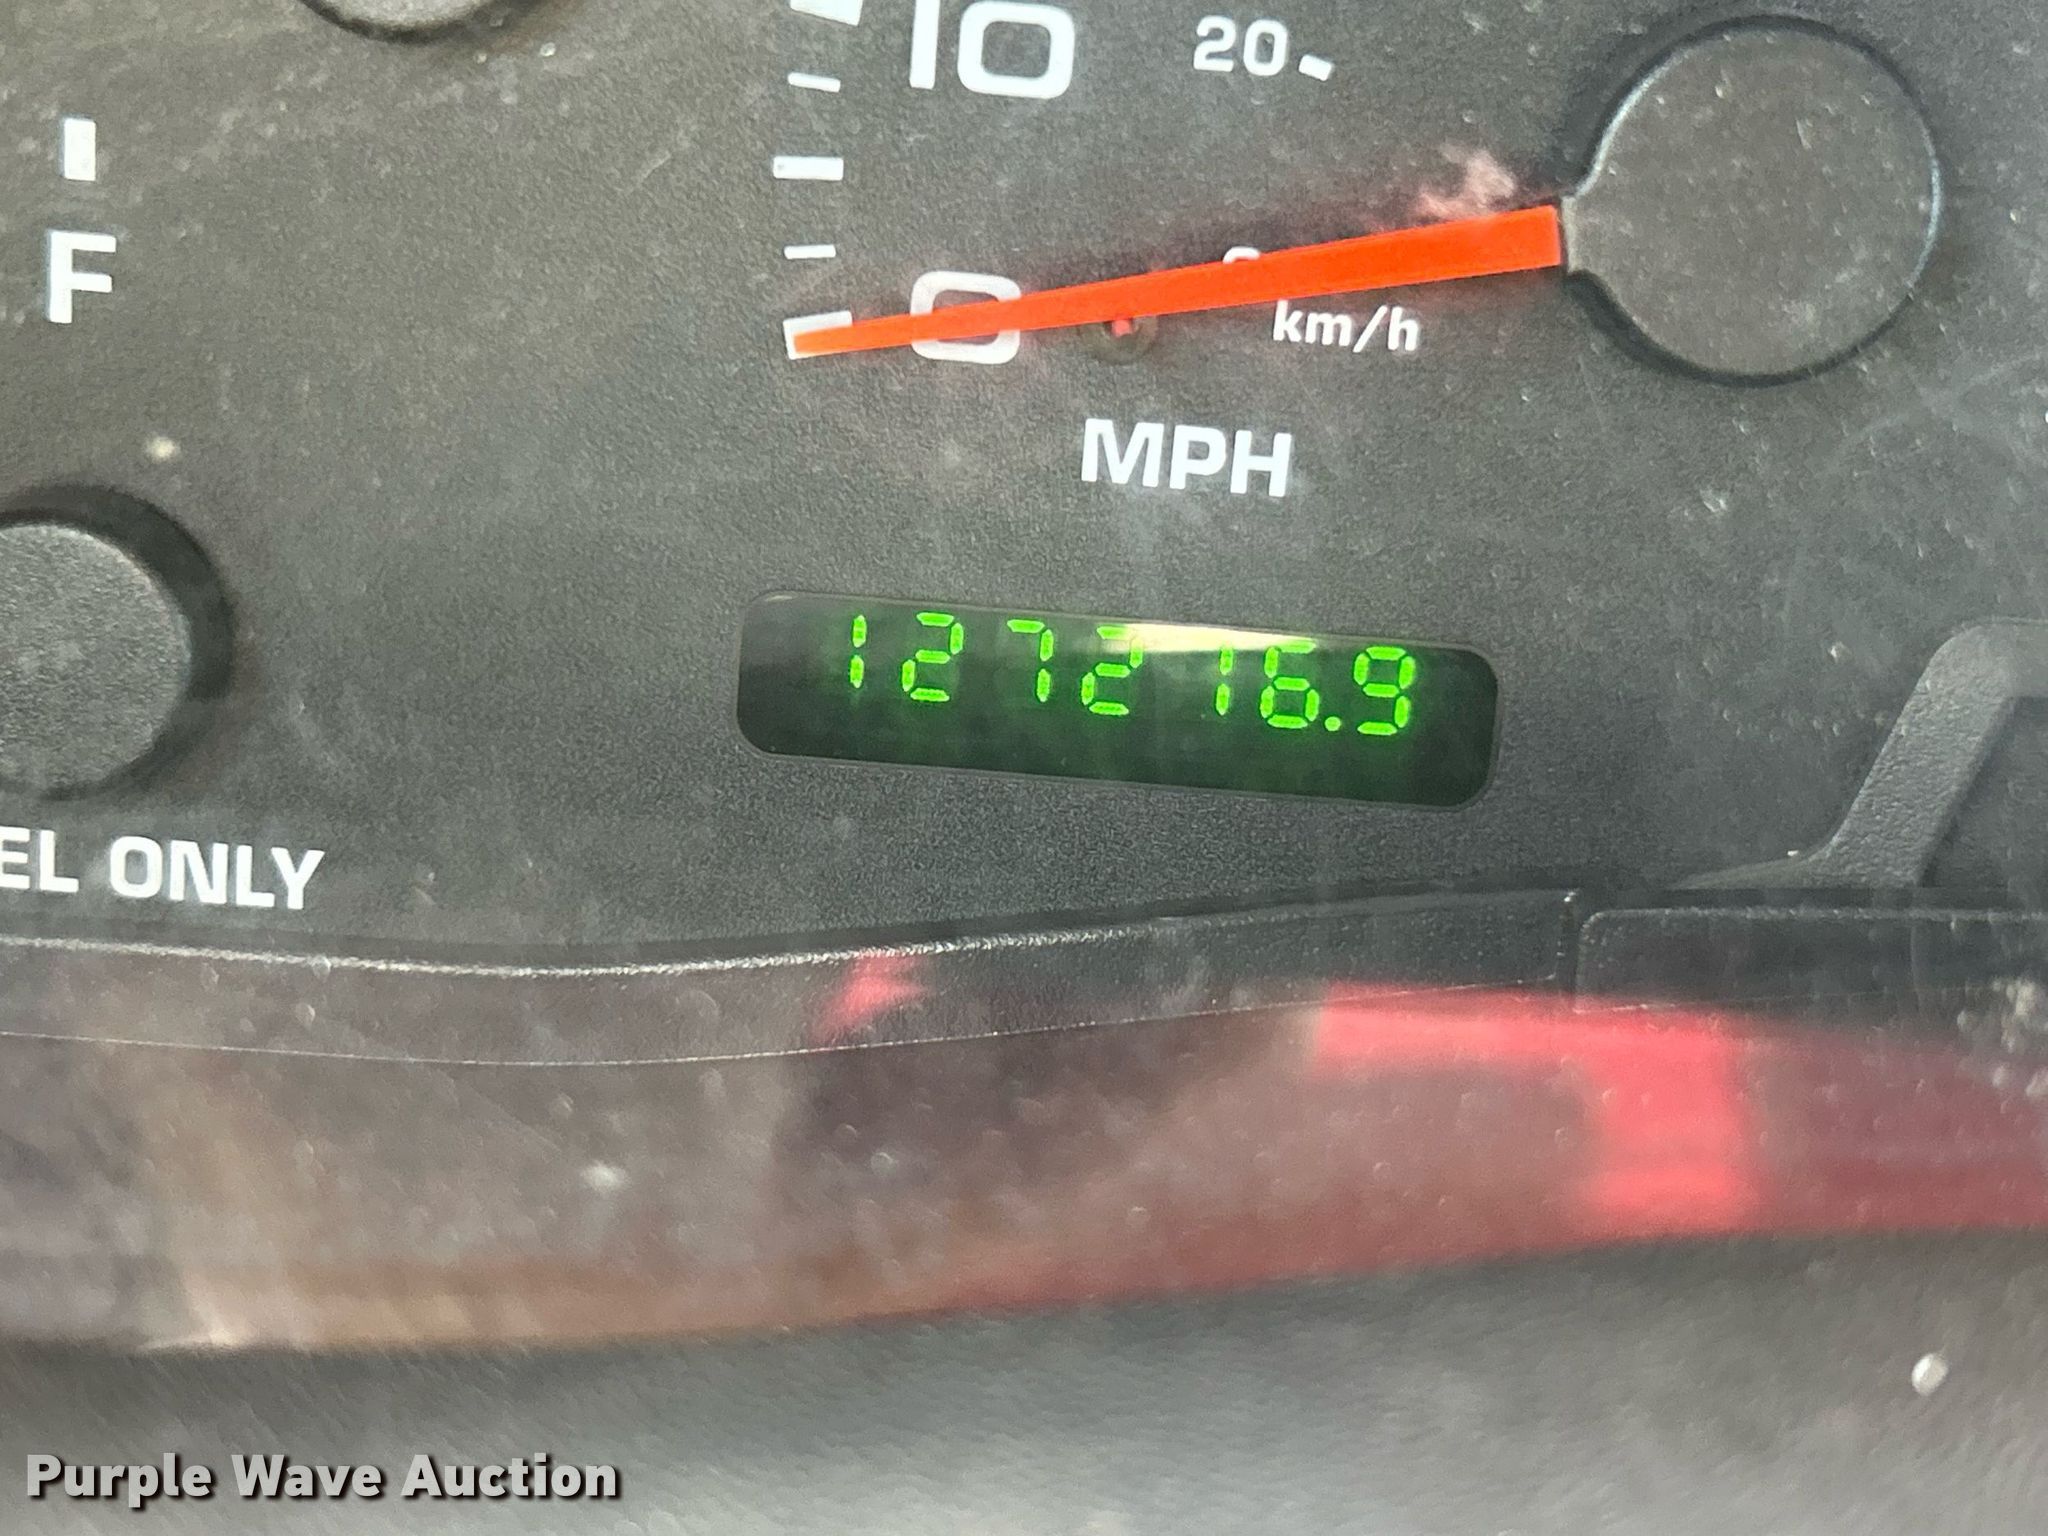 10
20
F
0
km/h
MPH
127216.9
EL ONLY
Purple Wave Auction